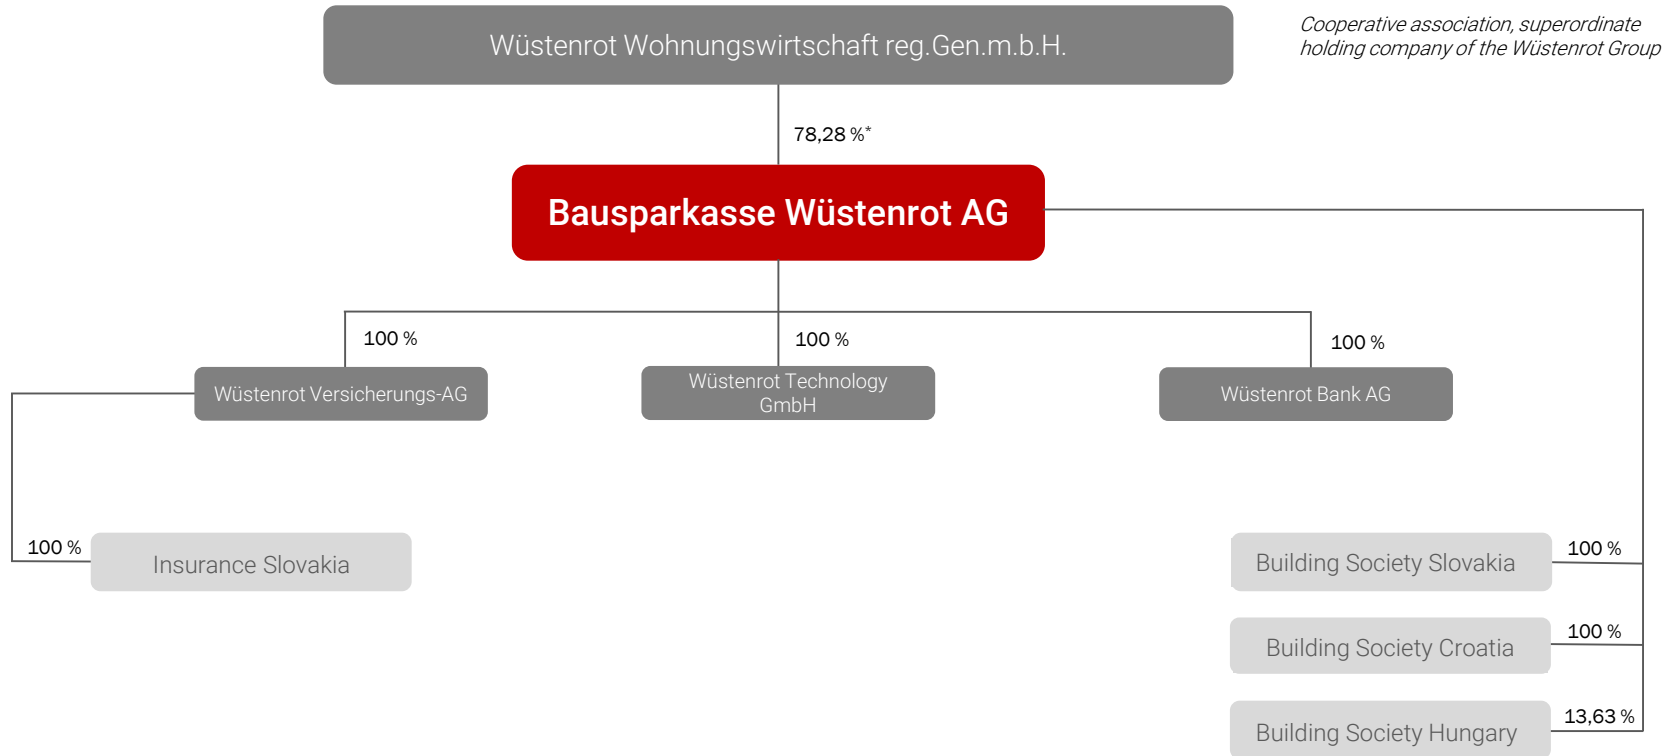 Wüstenrot Wohnungswirtschaft reg.Gen.m.b.H.
Cooperative association, superordinate
holding company of the Wüstenrot Group
78,28 %*
Bausparkasse Wüstenrot AG
100 %
100 %
100 %
Wüstenrot Versicherungs-AG
Wüstenrot Technology
GmbH
Wüstenrot Bank AG
100 %
Insurance Slovakia
Building Society Slovakia
100 %
Building Society Croatia
100 %
Building Society Hungary
13,63 %